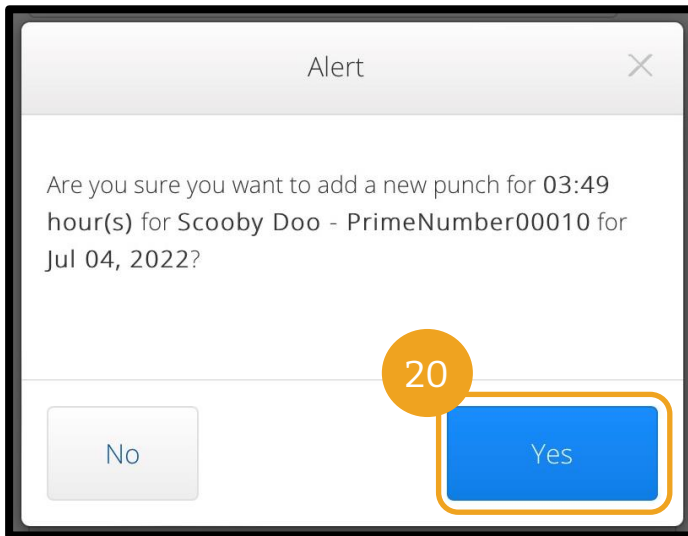 Alert
Are you sure you want to add a new punch for 03:49
hour(s) for Scooby Doo - PrimeNumber00010 for
Jul 04, 2022?
20
No
Yes